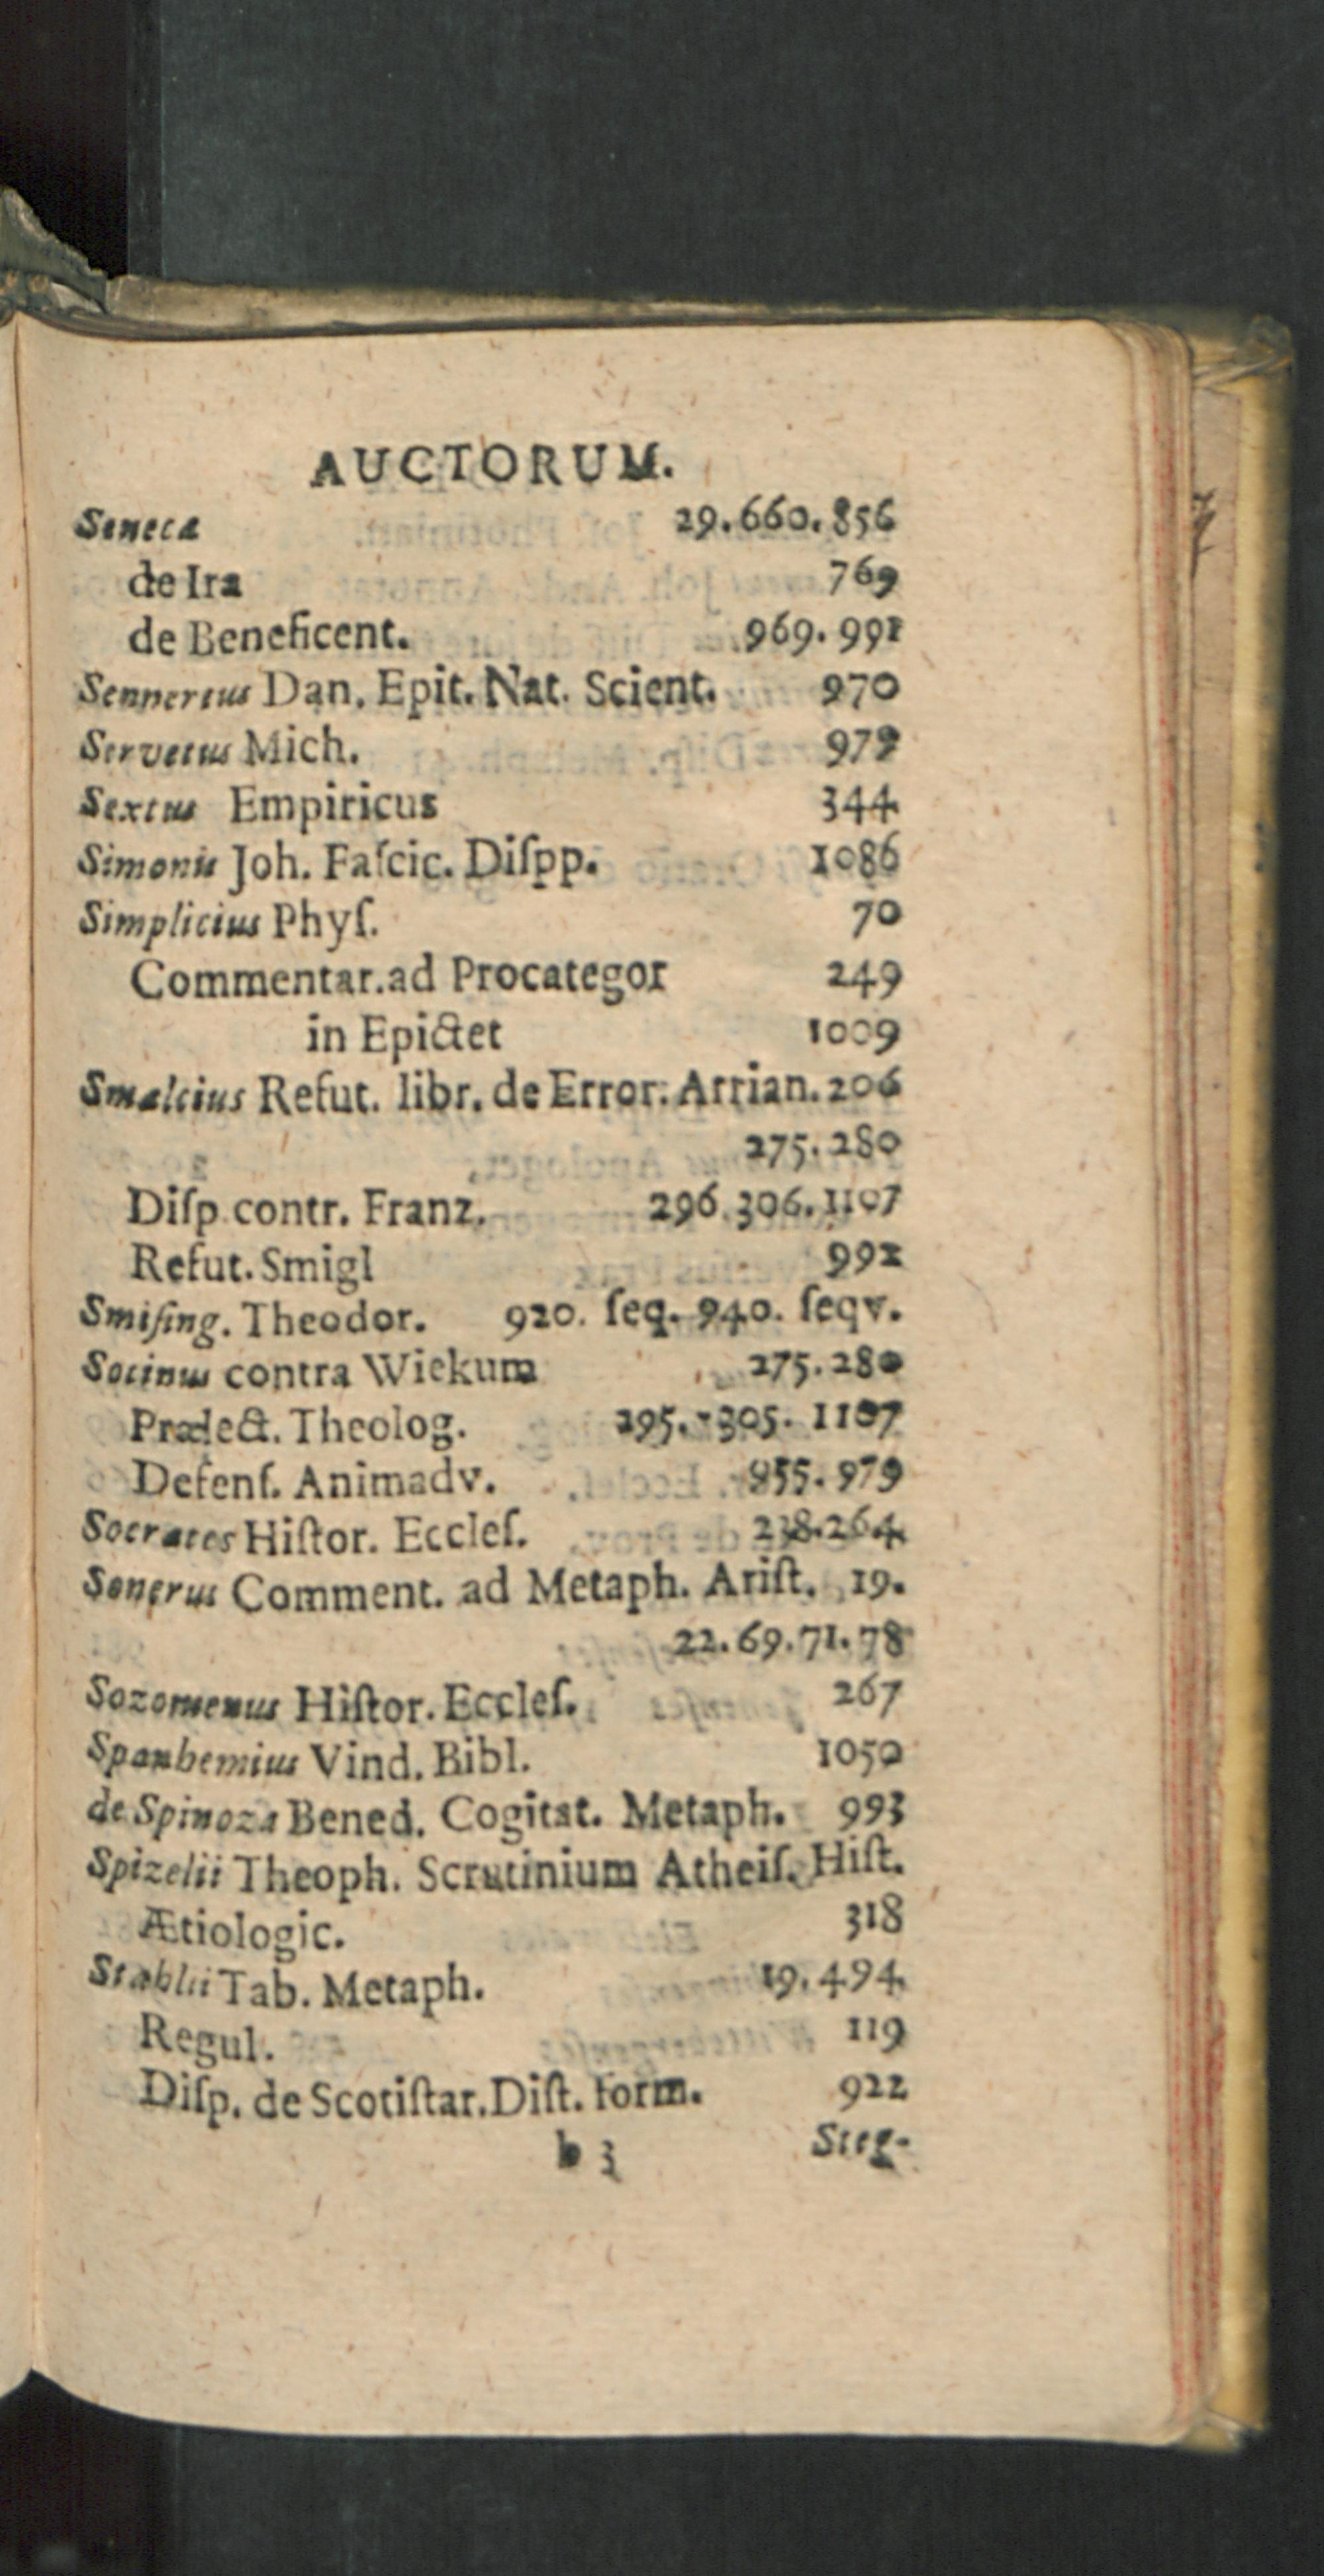 AUCTORUM.
Seneca 29.660.856
de Ira 769
de Beneficent. 969.991
Sennertus Dan. Epit. Nat. Scient. 970
Servetus Mich. 979
Sextus Empiricus 344
Simonis Joh. Faſcic. Diſpp. 1086
Simplicius Phyſ. 70
Commentar. ad Procategor 249
in Epictet 1009
Smalcius Refut. libr. de Error. Arrian. 206
275.280
Diſp contr. Franz. 296.306.1107
Refut. Smigl 992
Smiſing. Theodor. 920. ſeq. 940. ſeqv.
Socinus contra Wiekum 275.280
Prælect. Theolog. 295.-305. 1107
Defenſ. Animadv. 955.979
Socrates Hiſtor. Eccleſ. 238.264
Sonerus Comment. ad Metaph. Ariſt. 19.
22.69.71.78
Sozomenus Hiſtor. Eccleſ. 267
Spanhemius Vind. Bibl. 1050
de Spinoza Bened. Cogitat. Metaph. 993
Spizelii Theoph. Scrutinium Atheiſ. Hiſt.
Ætiologic. 318
Stahlii Tab. Metaph. 19.494
Regul. 119
Diſp. de Scotiſtar. Diſt. form. 922
b 3 Steg-